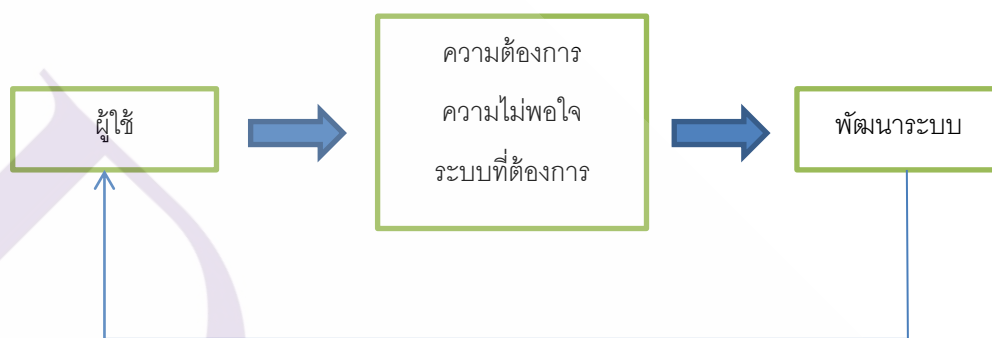 ผู้ใช้
ความต้องการ
ความไม่พอใจ
ระบบที่ต้องการ
พัฒนาระบบ